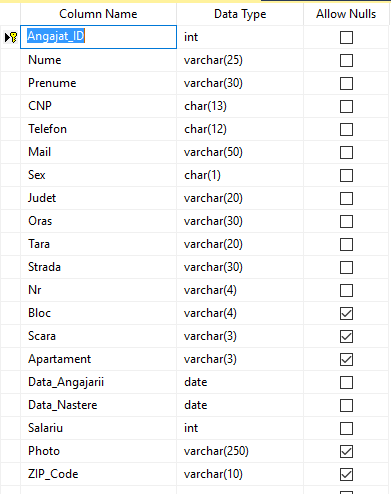 Column Name Data Type Allow Nulls
Angajat_ID int
Nume varchar(25)
Prenume varchar(30)
CNP char(13)
Telefon char(12)
Mail varchar(50)
Sex char(1)
Judet varchar(20)
Oras varchar(30)
Tara varchar(20)
Strada varchar(30)
Nr varchar(4)
Bloc varchar(4)
Scara varchar(3)
Apartament varchar(3)
Data_Angajarii date
Data_Nastere date
Salariu int
Photo varchar(250)
ZIP_Code varchar(10)